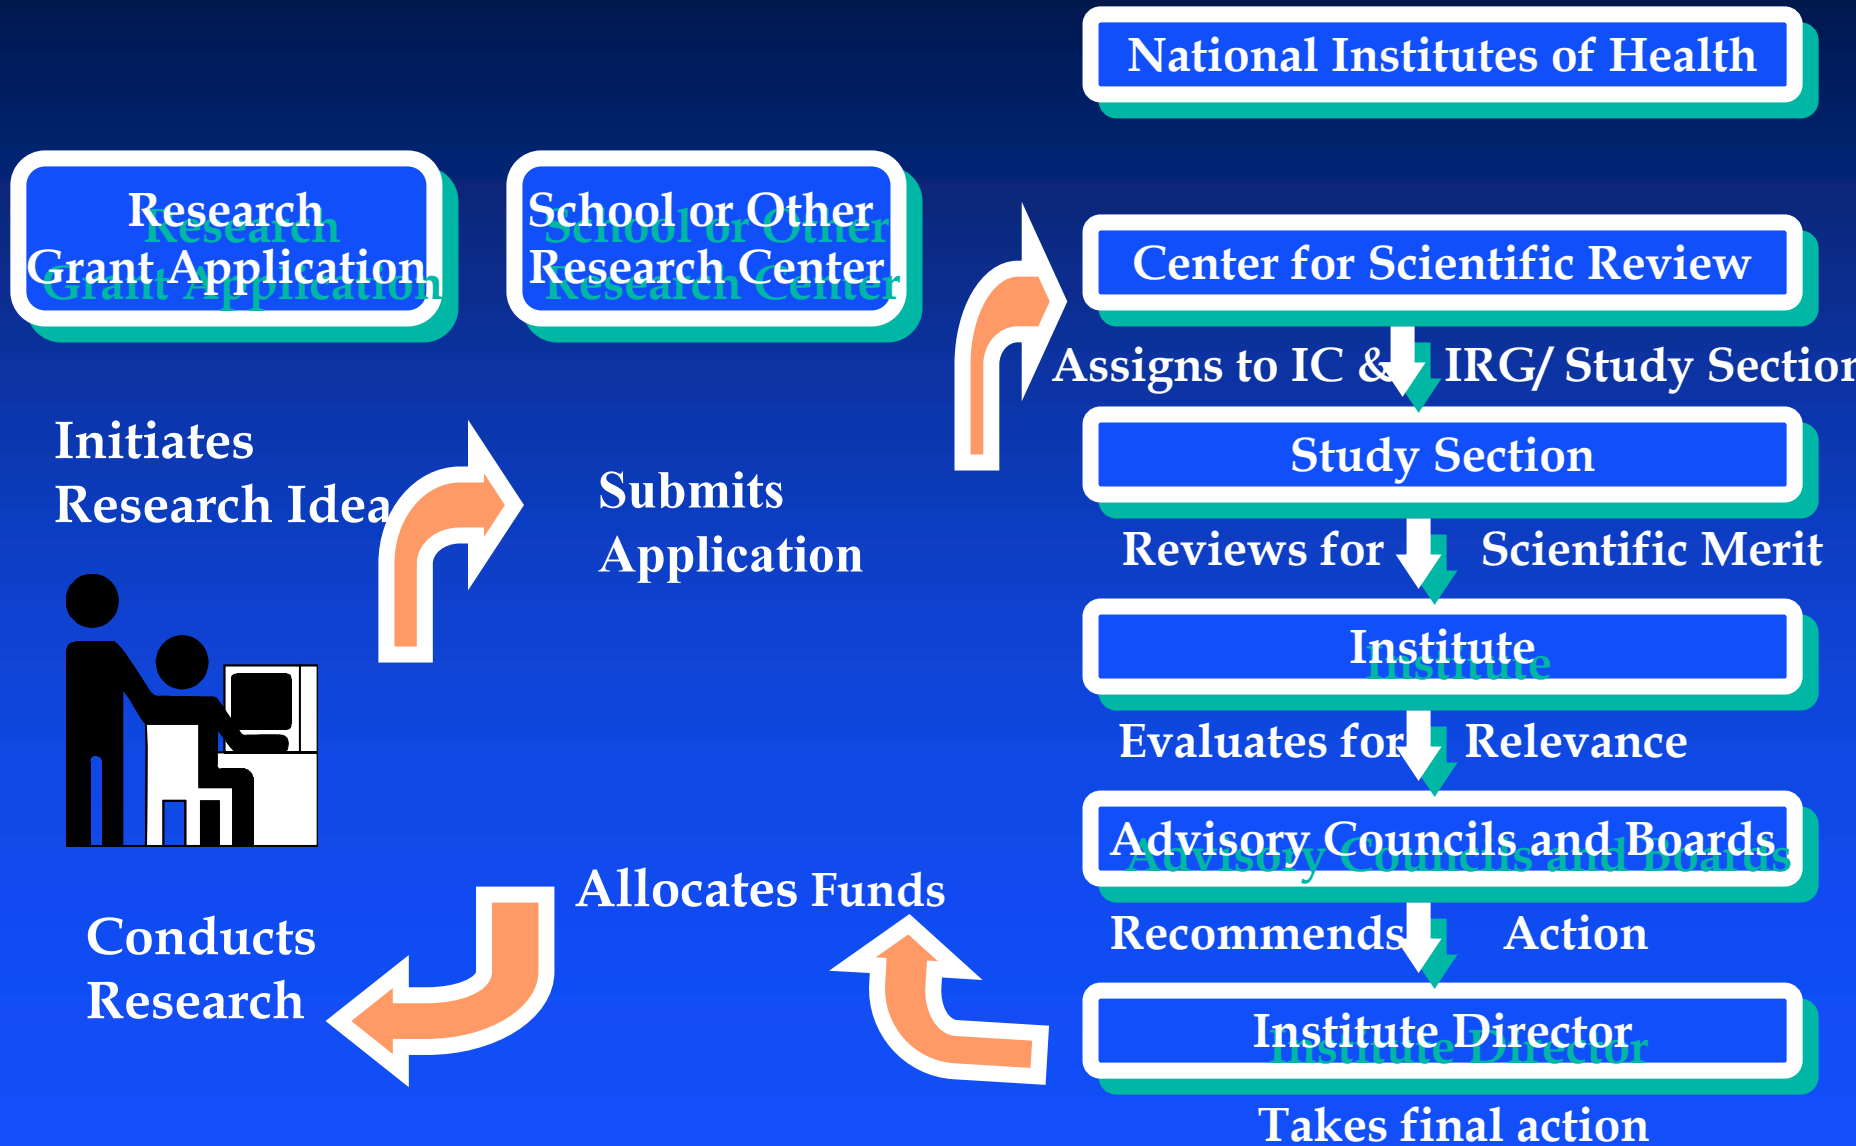 National Institutes of Health
Research
Grant Application
School or Other
Research Center
Center for Scientific Review
Assigns to IC & IRG/ Study Section
Initiates
Research Idea
Submits
Application
Study Section
Reviews for Scientific Merit
Institute
Evaluates for Relevance
Advisory Councils and Boards
Allocates Funds
Conducts
Research
Recommends Action
Institute Director
Takes final action